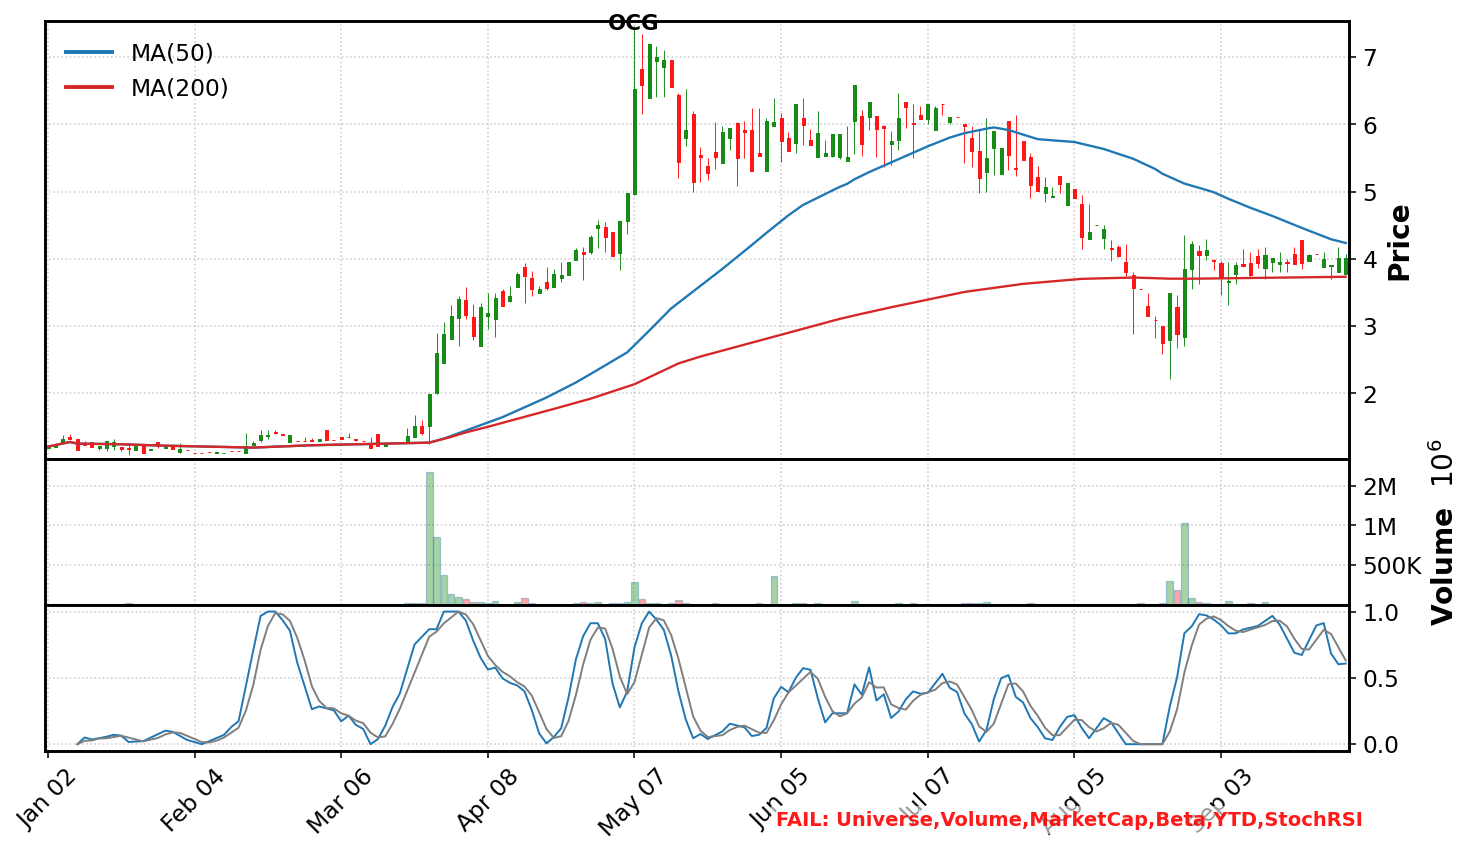 OCG
MA(50)
MA(200)
7
6
5
4
3
2
Price
2M
1M
500K
Volume 10^6
1.0
0.5
0.0
Jan 02
Feb 04
Mar 06
Apr 08
May 07
Jun 05
Jul 07
Aug 05
Sep 03
FAIL: Universe,Volume,MarketCap,Beta,YTD,StochRSI